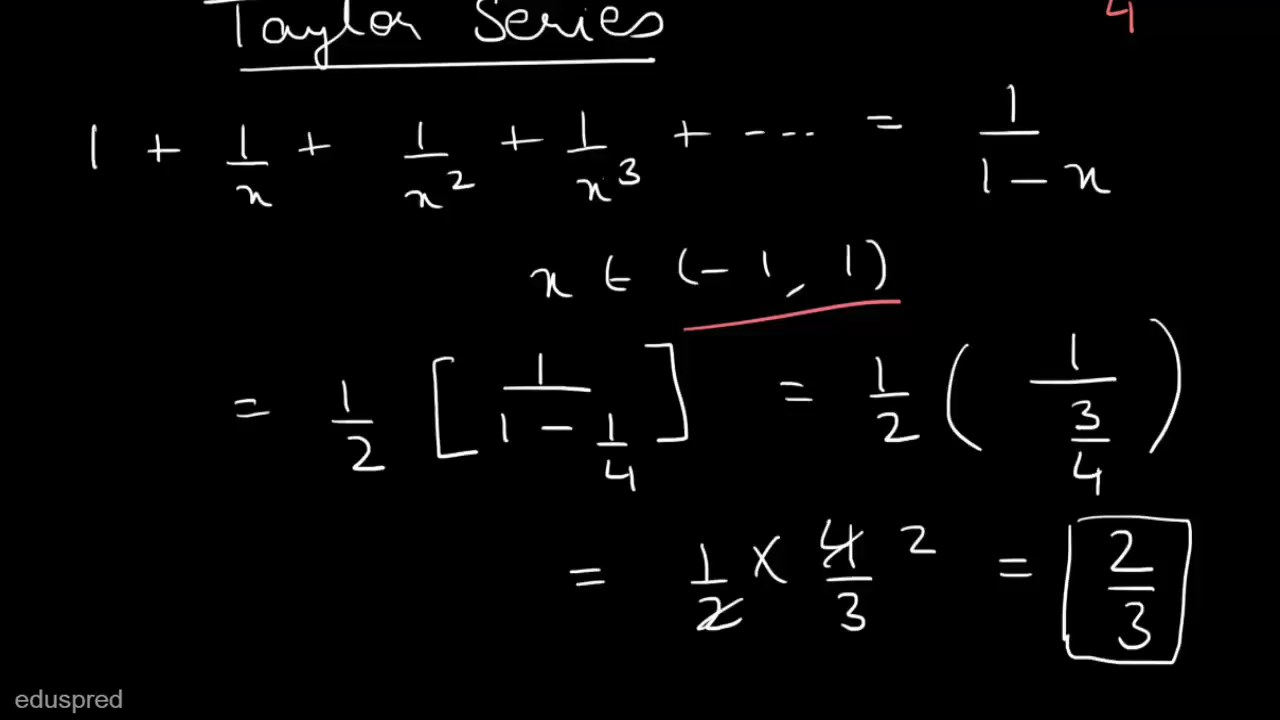 Taylor Series 4
1 + 1/x + 1/x² + 1/x³ + ---- = 1/(1 - x)
x ∈ (-1, 1)
= 1/2 [1/(1 - 1/4)] = 1/2 (1/(3/4))
= 1/2 × 4/3 2 = 2/3
eduspred